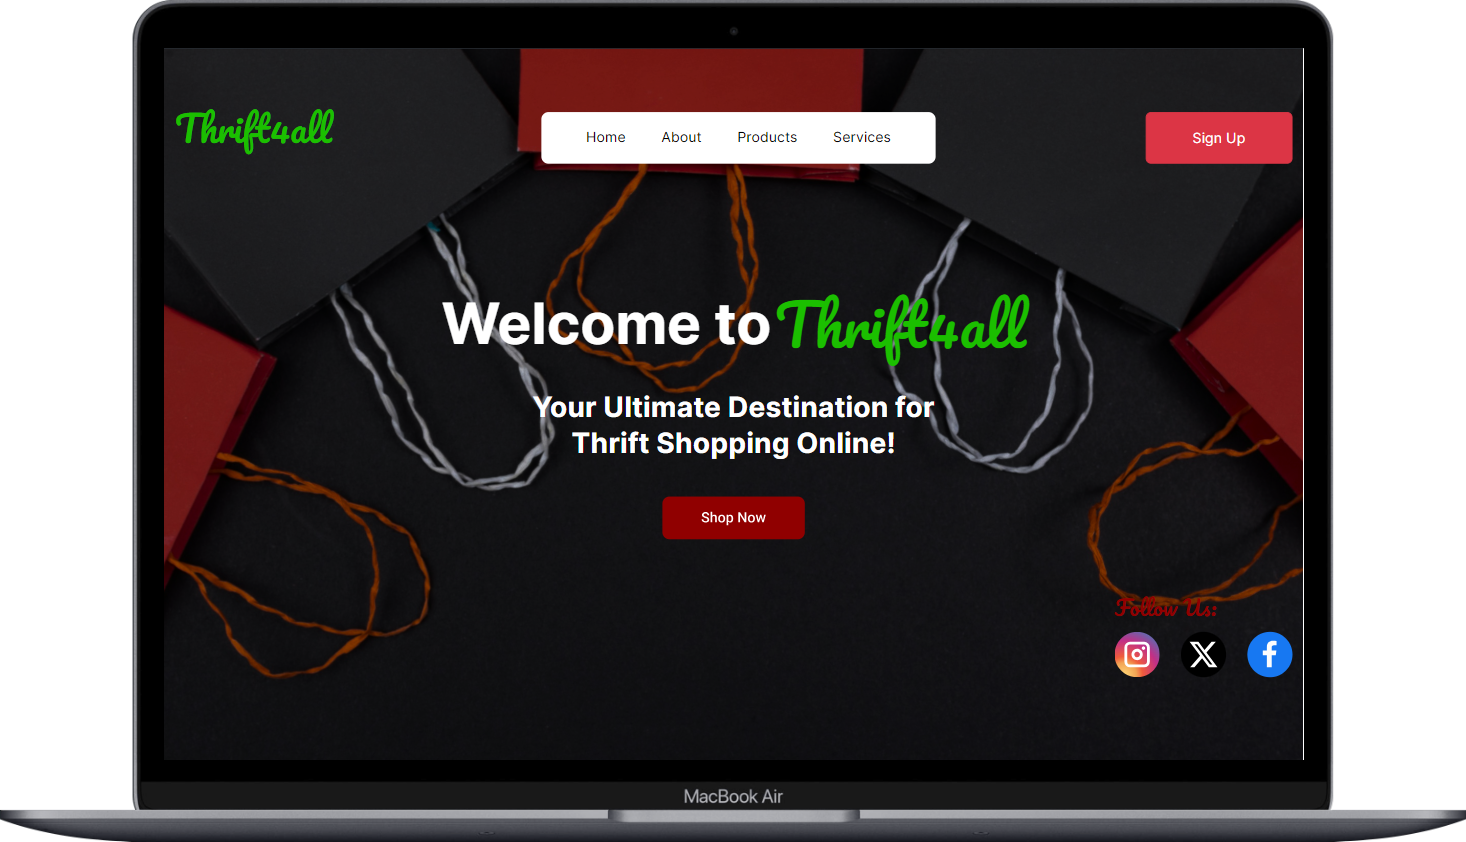 Thrift4all
Home About Products Services
Sign Up
Welcome to Thrift4all
Your Ultimate Destination for
Thrift Shopping Online!
Shop Now
Follow Us:
MacBook Air